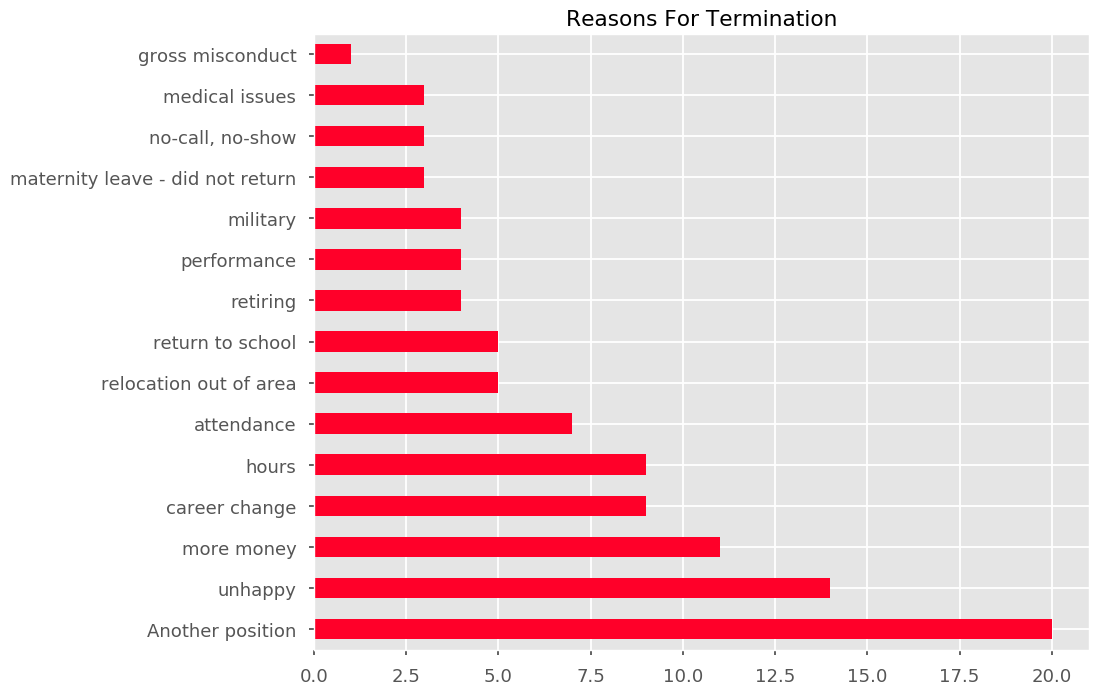 Reasons For Termination
gross misconduct
medical issues
no-call, no-show
maternity leave - did not return
military
performance
retiring
return to school
relocation out of area
attendance
hours
career change
more money
unhappy
Another position
0.0 2.5 5.0 7.5 10.0 12.5 15.0 17.5 20.0